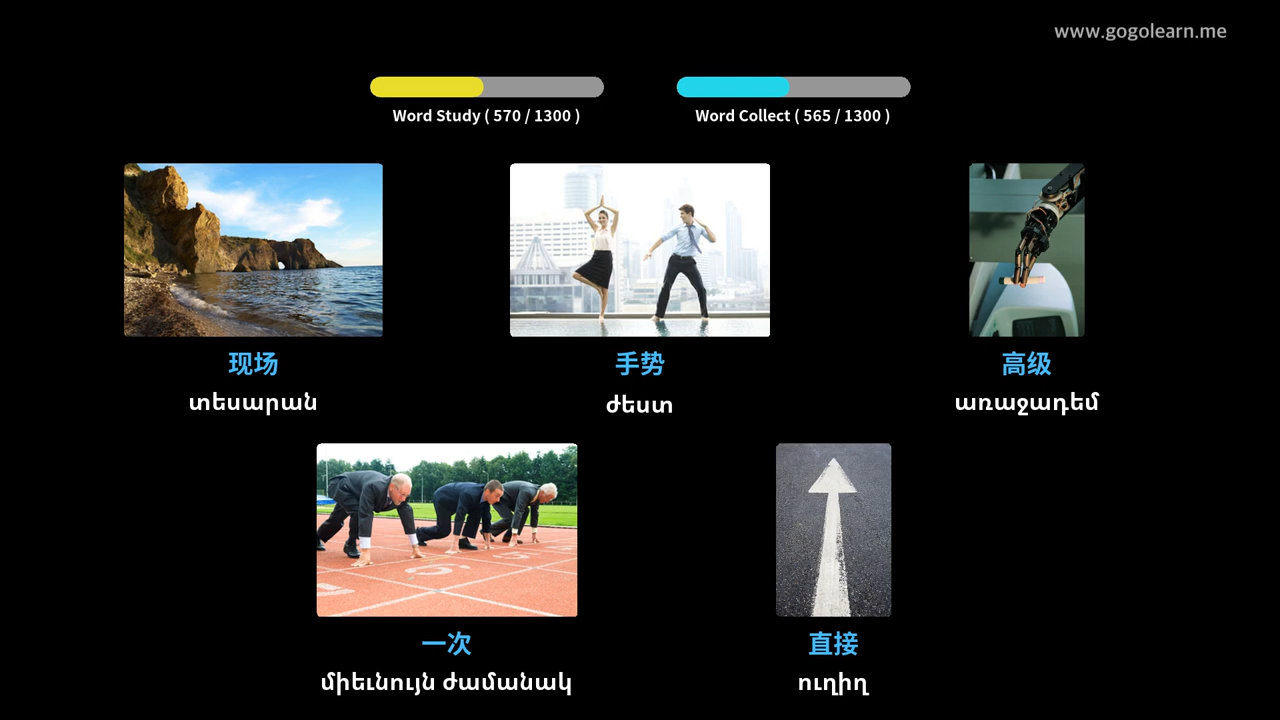 www.gogolearn.me
Word Study ( 570 / 1300 )
Word Collect ( 565 / 1300 )
现场
տեսարան
手势
ժեստ
高级
առաջադեմ
一次
միեւնույն ժամանակ
直接
ուղիղ